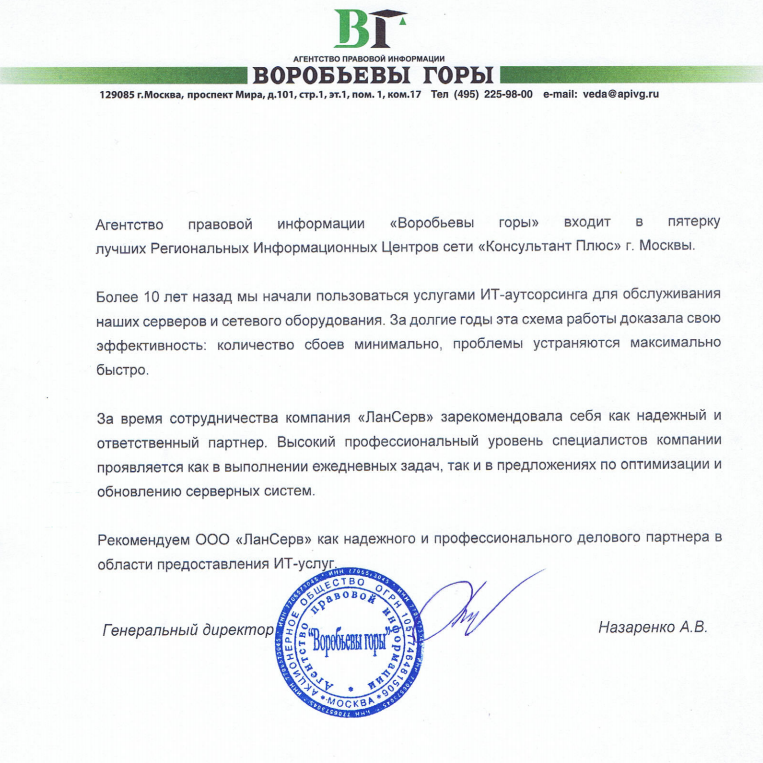 ВГ
АГЕНТСТВО ПРАВОВОЙ ИНФОРМАЦИИ
ВОРОБЬЕВЫ ГОРЫ
129085 г.Москва, проспект Мира, д.101, стр.1, эт.1, пом. 1, ком.17 Тел (495) 225-98-00 e-mail: veda@apivg.ru
Агентство правовой информации «Воробьевы горы» входит в пятерку
лучших Региональных Информационных Центров сети «Консультант Плюс» г. Москвы.
Более 10 лет назад мы начали пользоваться услугами ИТ-аутсорсинга для обслуживания
наших серверов и сетевого оборудования. За долгие годы эта схема работы доказала свою
эффективность: количество сбоев минимально, проблемы устраняются максимально
быстро.
За время сотрудничества компания «ЛанСерв» зарекомендовала себя как надежный и
ответственный партнер. Высокий профессиональный уровень специалистов компании
проявляется как в выполнении ежедневных задач, так и в предложениях по оптимизации и
обновлению серверных систем.
Рекомендуем ООО «ЛанСерв» как надежного и профессионального делового партнера в
области предоставления ИТ-услуг.
Генеральный директор
Назаренко А.В.
АКЦИОНЕРНОЕ ОБЩЕСТВО ОГРН
Агентство правовой информации
"Воробьевы горы"
МОСКВА